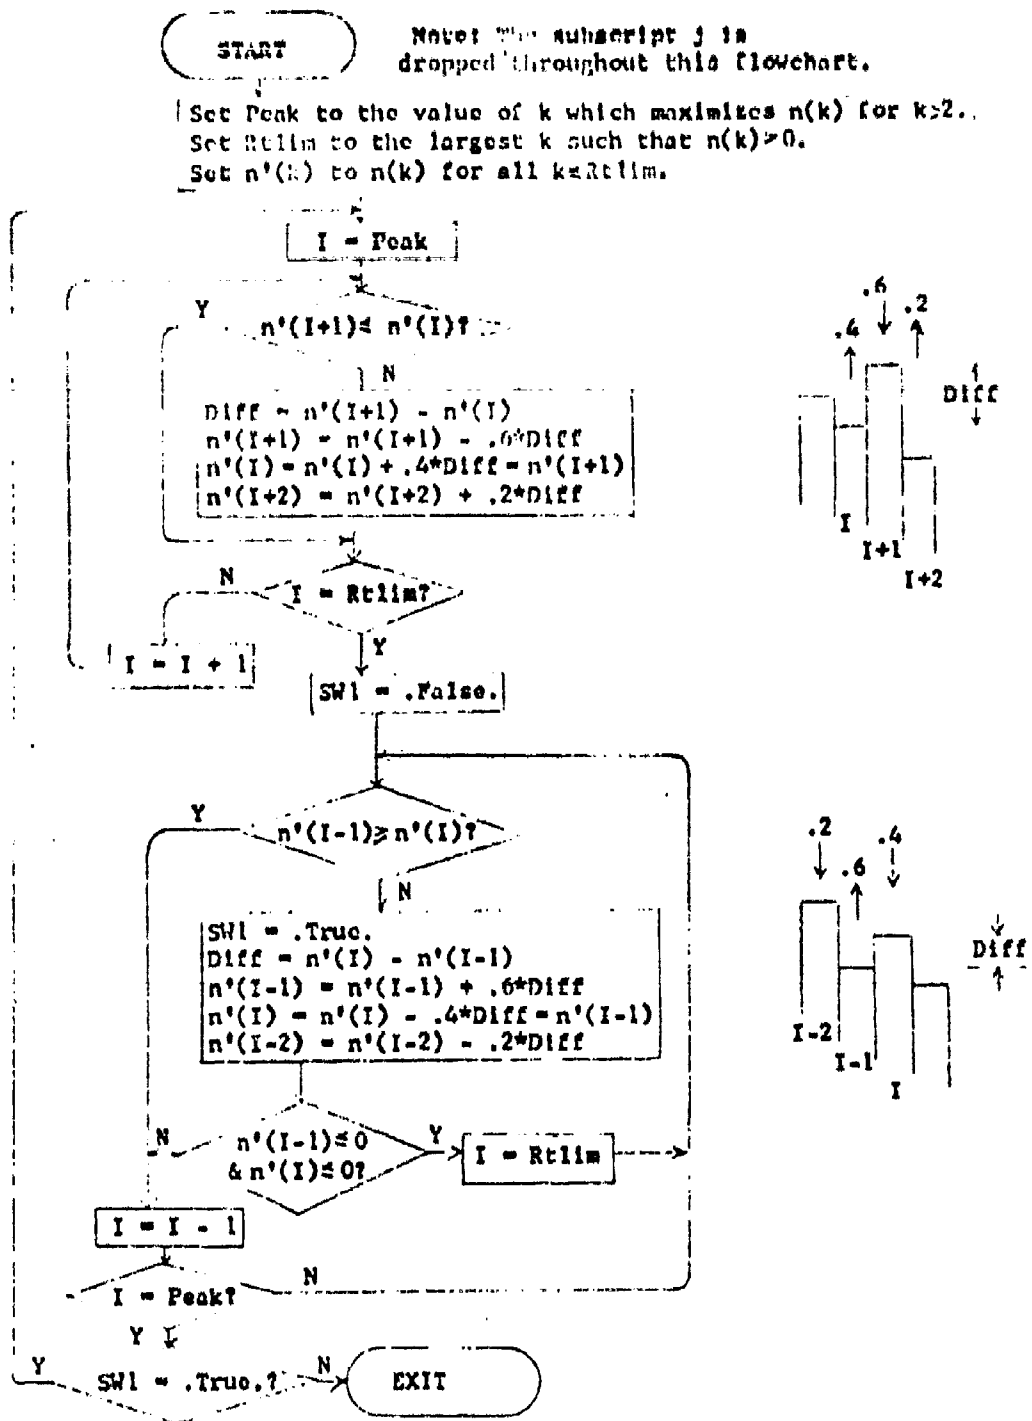 START
Note: The subscript j is
dropped throughout this flowchart.
Set Peak to the value of k which maximizes n(k) for k>2.
Set Rtlim to the largest k such that n(k)>0.
Set n'(k) to n(k) for all k≤Rtlim.
I = Peak
Y
n'(I+1)≤ n'(I)?
N
Diff = n'(I+1) - n'(I)
n'(I+1) = n'(I+1) - .6*Diff
n'(I) = n'(I) + .4*Diff = n'(I+1)
n'(I+2) = n'(I+2) + .2*Diff
.6
.4
.2
Diff
I
I+1
I+2
N
I = Rtlim?
Y
I = I + 1
SW1 = .False.
Y
n'(I-1)≥ n'(I)?
N
SW1 = .True.
Diff = n'(I) - n'(I-1)
n'(I-1) = n'(I-1) + .6*Diff
n'(I) = n'(I) - .4*Diff = n'(I-1)
n'(I-2) = n'(I-2) - .2*Diff
.2
.6
.4
Diff
I-2
I-1
I
N
n'(I-1)≤ 0
& n'(I)≤ 0?
Y
I = Rtlim
I = I - 1
I = Peak?
N
Y
Y
SW1 = .True.?
N
EXIT